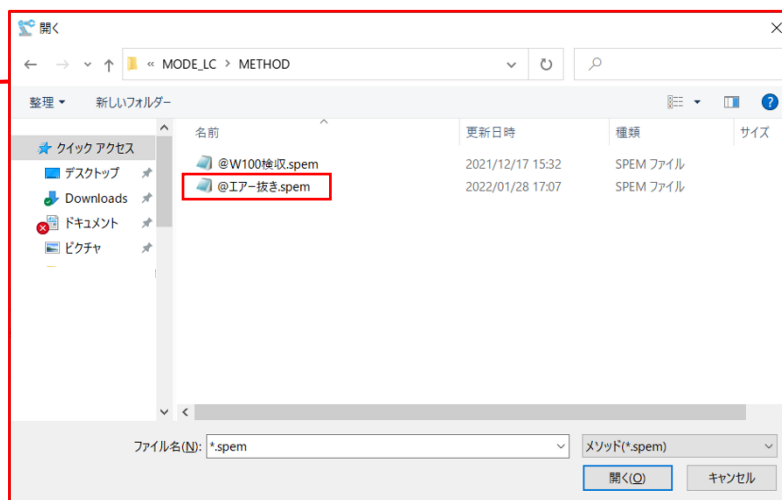 開く
« MODE_LC > METHOD
整理 新しいフォルダー
名前 更新日時 種類 サイズ
クイック アクセス
デスクトップ
Downloads
ドキュメント
ピクチャ
@W100検収.spem 2021/12/17 15:32 SPEM ファイル
@エアー抜き.spem 2022/01/28 17:07 SPEM ファイル
ファイル名(N): *.spem メソッド(*.spem)
開く(O) キャンセル